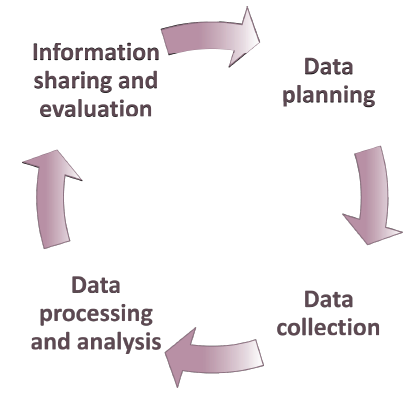 Information
sharing and
evaluation
Data
planning
Data
collection
Data
processing
and analysis